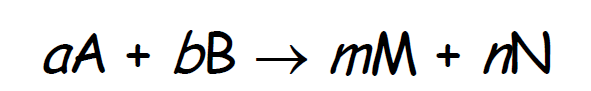 aA + bB → mM + nN